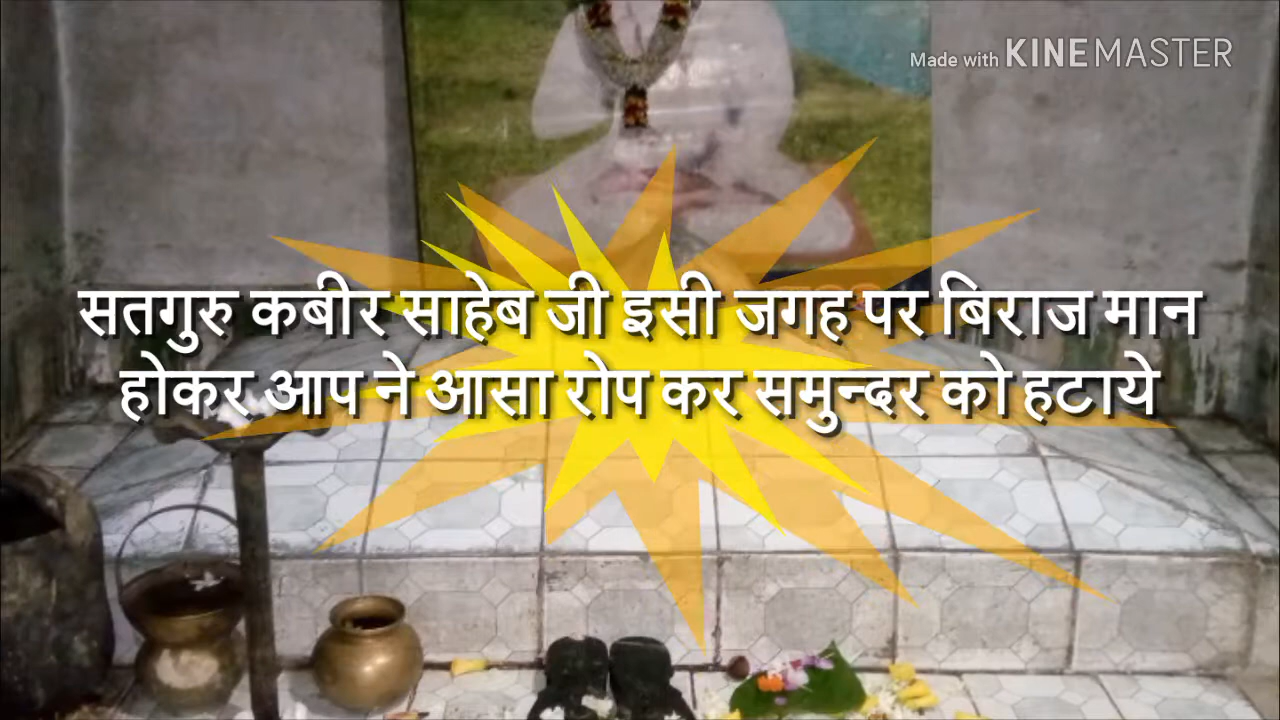 Made with KINEMASTER
सतगुरु कबीर साहेब जी इसी जगह पर बिराज मान
होकर आप ने आसा रोप कर समुन्दर को हटाये